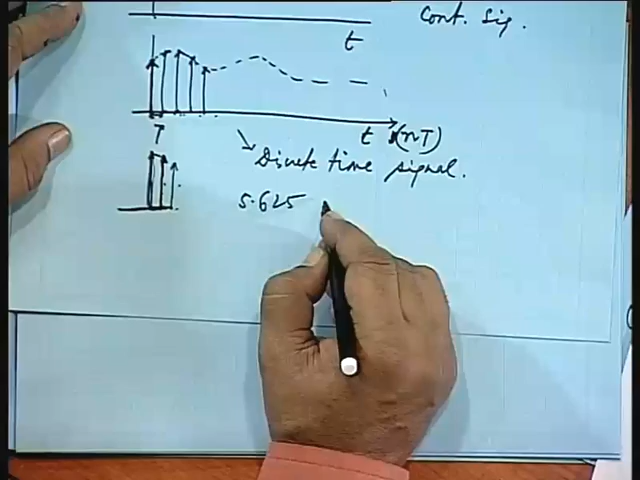 Cont. Sig.
t
T
t (nT)
Discrete time signal.
5.625